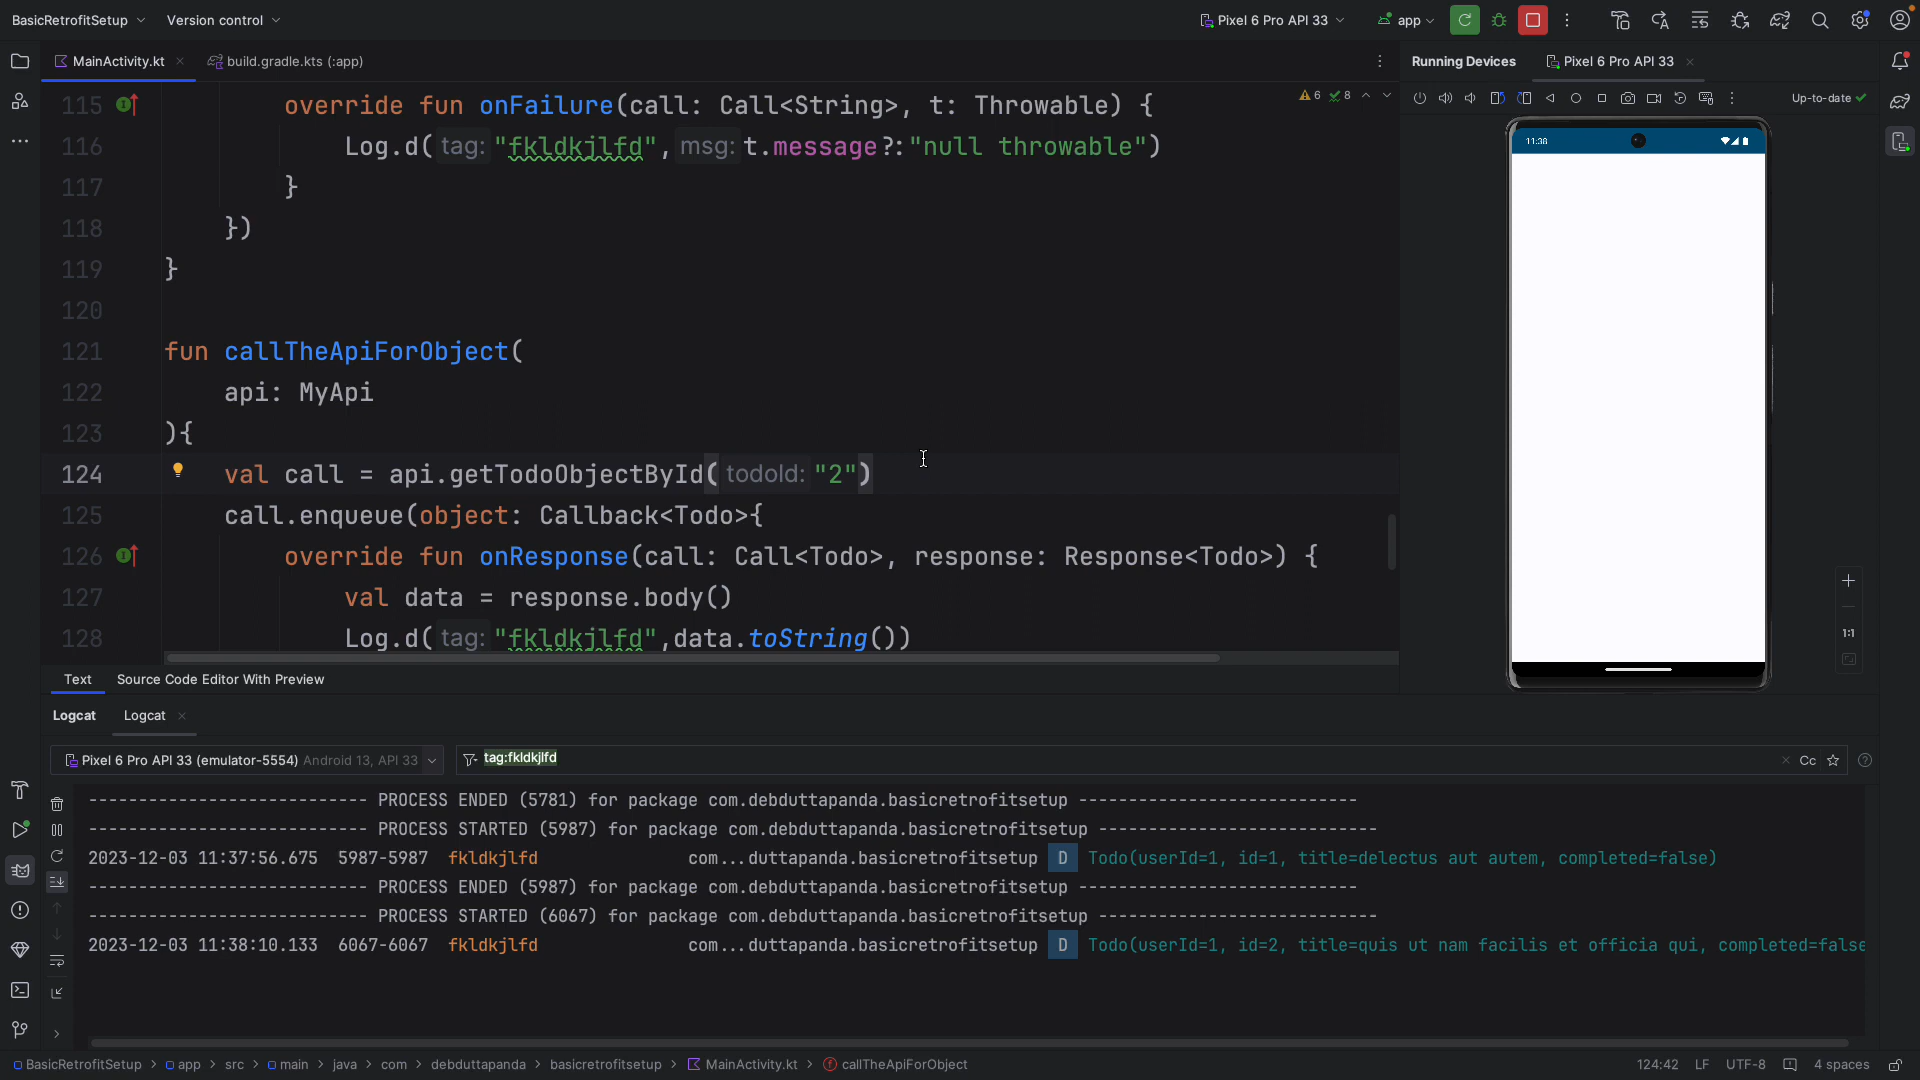 BasicRetrofitSetup Version control Pixel 6 Pro API 33 app
MainActivity.kt build.gradle.kts (:app) Running Devices Pixel 6 Pro API 33
115 override fun onFailure(call: Call<String>, t: Throwable) { 6 8
Up-to-date
116 Log.d( tag: "fkldkjlfd", msg: t.message?:"null throwable")
11:38
117 }
118 })
119 }
120
121 fun callTheApiForObject(
122 api: MyApi
123 ){
124 val call = api.getTodoObjectById( todoId: "2")
125 call.enqueue(object: Callback<Todo>{
126 override fun onResponse(call: Call<Todo>, response: Response<Todo>) {
127 val data = response.body()
128 Log.d( tag: "fkldkjlfd",data.toString())
1:1
Text Source Code Editor With Preview
Logcat Logcat
Pixel 6 Pro API 33 (emulator-5554) Android 13, API 33 tag:fkldkjlfd Cc
---------------------------- PROCESS ENDED (5781) for package com.debduttapanda.basicretrofitsetup --------------------------
---------------------------- PROCESS STARTED (5987) for package com.debduttapanda.basicretrofitsetup ----------------------------
2023-12-03 11:37:56.675 5987-5987 fkldkjlfd com...duttapanda.basicretrofitsetup D Todo(userId=1, id=1, title=delectus aut autem, completed=false)
---------------------------- PROCESS ENDED (5987) for package com.debduttapanda.basicretrofitsetup --------------------------
---------------------------- PROCESS STARTED (6067) for package com.debduttapanda.basicretrofitsetup ----------------------------
2023-12-03 11:38:10.133 6067-6067 fkldkjlfd com...duttapanda.basicretrofitsetup D Todo(userId=1, id=2, title=quis ut nam facilis et officia qui, completed=false
BasicRetrofitSetup > app > src > main > java > com > debduttapanda > basicretrofitsetup > MainActivity.kt > callTheApiForObject 124:42 LF UTF-8 4 spaces